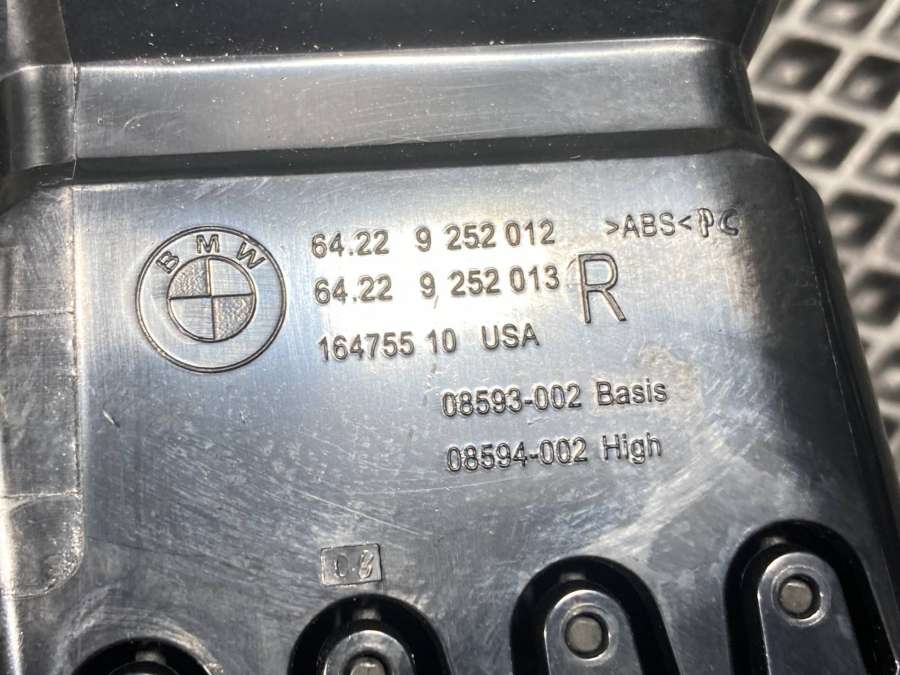 BMW
64.22 9 252 012 >ABS< PC
64.22 9 252 013 R
164755 10 USA
08593-002 Basis
08594-002 High